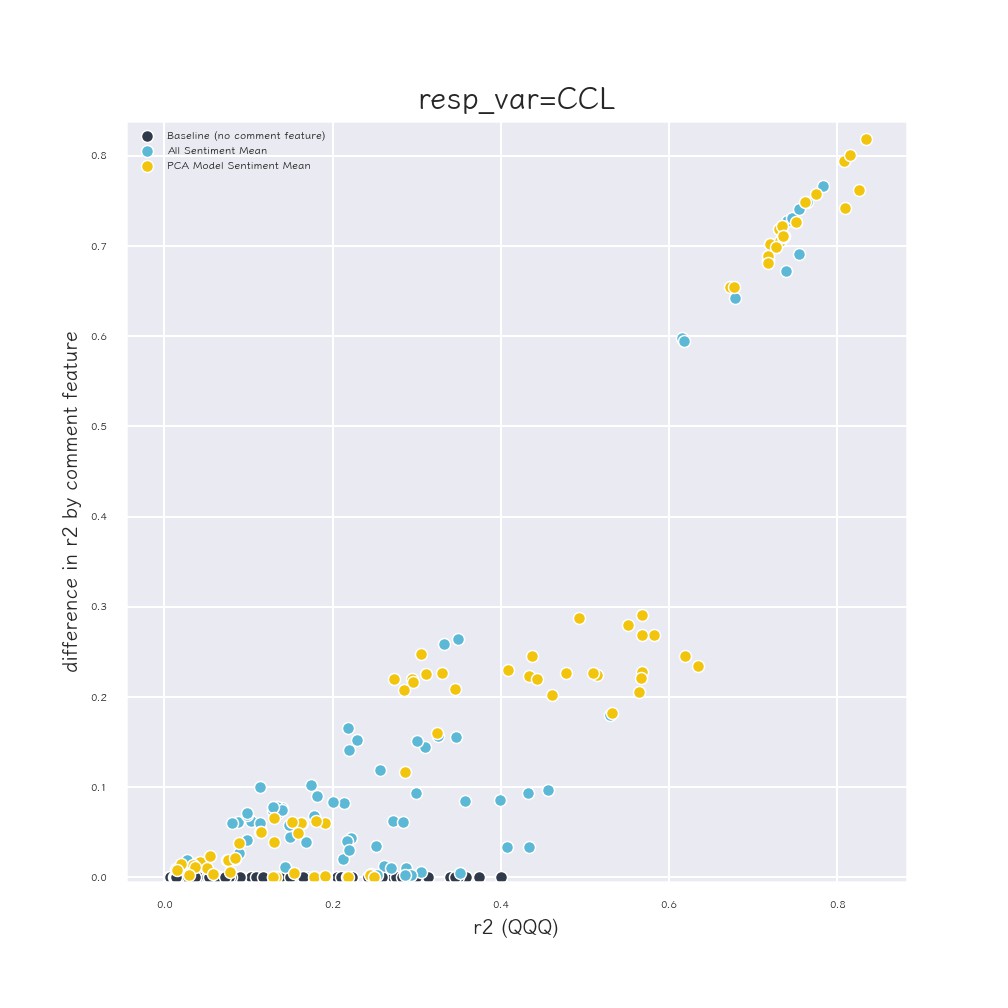 resp_var=CCL
Baseline (no comment feature)
All Sentiment Mean
PCA Model Sentiment Mean
difference in r2 by comment feature
0.8
0.7
0.6
0.5
0.4
0.3
0.2
0.1
0.0
0.0 0.2 0.4 0.6 0.8
r2 (QQQ)